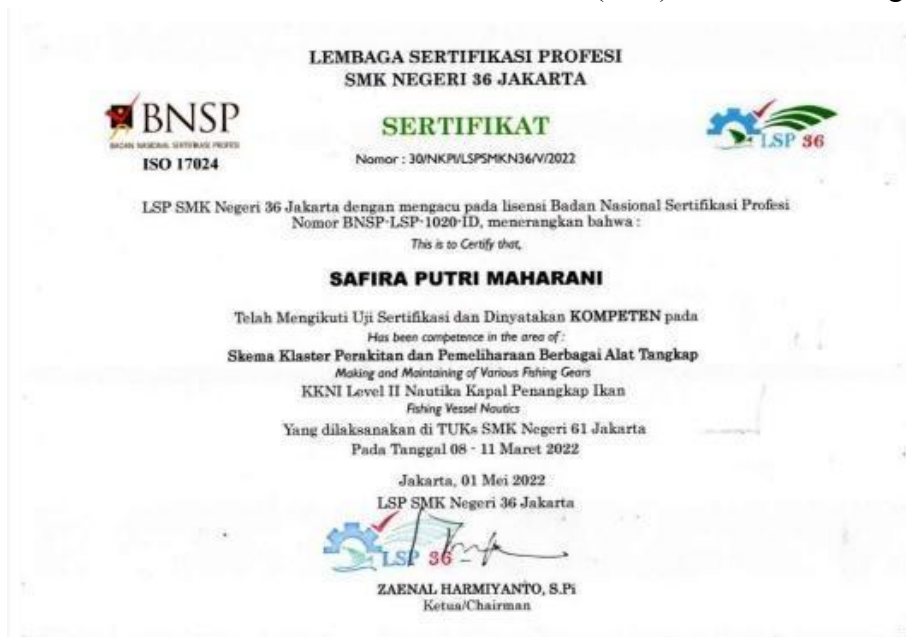 LEMBAGA SERTIFIKASI PROFESI
SMK NEGERI 36 JAKARTA
BNSP
BADAN NASIONAL SERTIFIKASI PROFESI
ISO 17024
SERTIFIKAT
Nomor : 30/NKPI/LSPSMKN36/V/2022
LSP 36
LSP SMK Negeri 36 Jakarta dengan mengacu pada lisensi Badan Nasional Sertifikasi Profesi
Nomor BNSP-LSP-1020-ID, menerangkan bahwa :
This is to Certify that,
SAFIRA PUTRI MAHARANI
Telah Mengikuti Uji Sertifikasi dan Dinyatakan KOMPETEN pada
Has been competence in the area of :
Skema Klaster Perakitan dan Pemeliharaan Berbagai Alat Tangkap
Making and Maintaining of Various Fishing Gears
KKNI Level II Nautika Kapal Penangkap Ikan
Fishing Vessel Nautics
Yang dilaksanakan di TUKs SMK Negeri 61 Jakarta
Pada Tanggal 08 - 11 Maret 2022
Jakarta, 01 Mei 2022
LSP SMK Negeri 36 Jakarta
LSP 36
ZAENAL HARMIYANTO, S.Pi
Ketua/Chairman